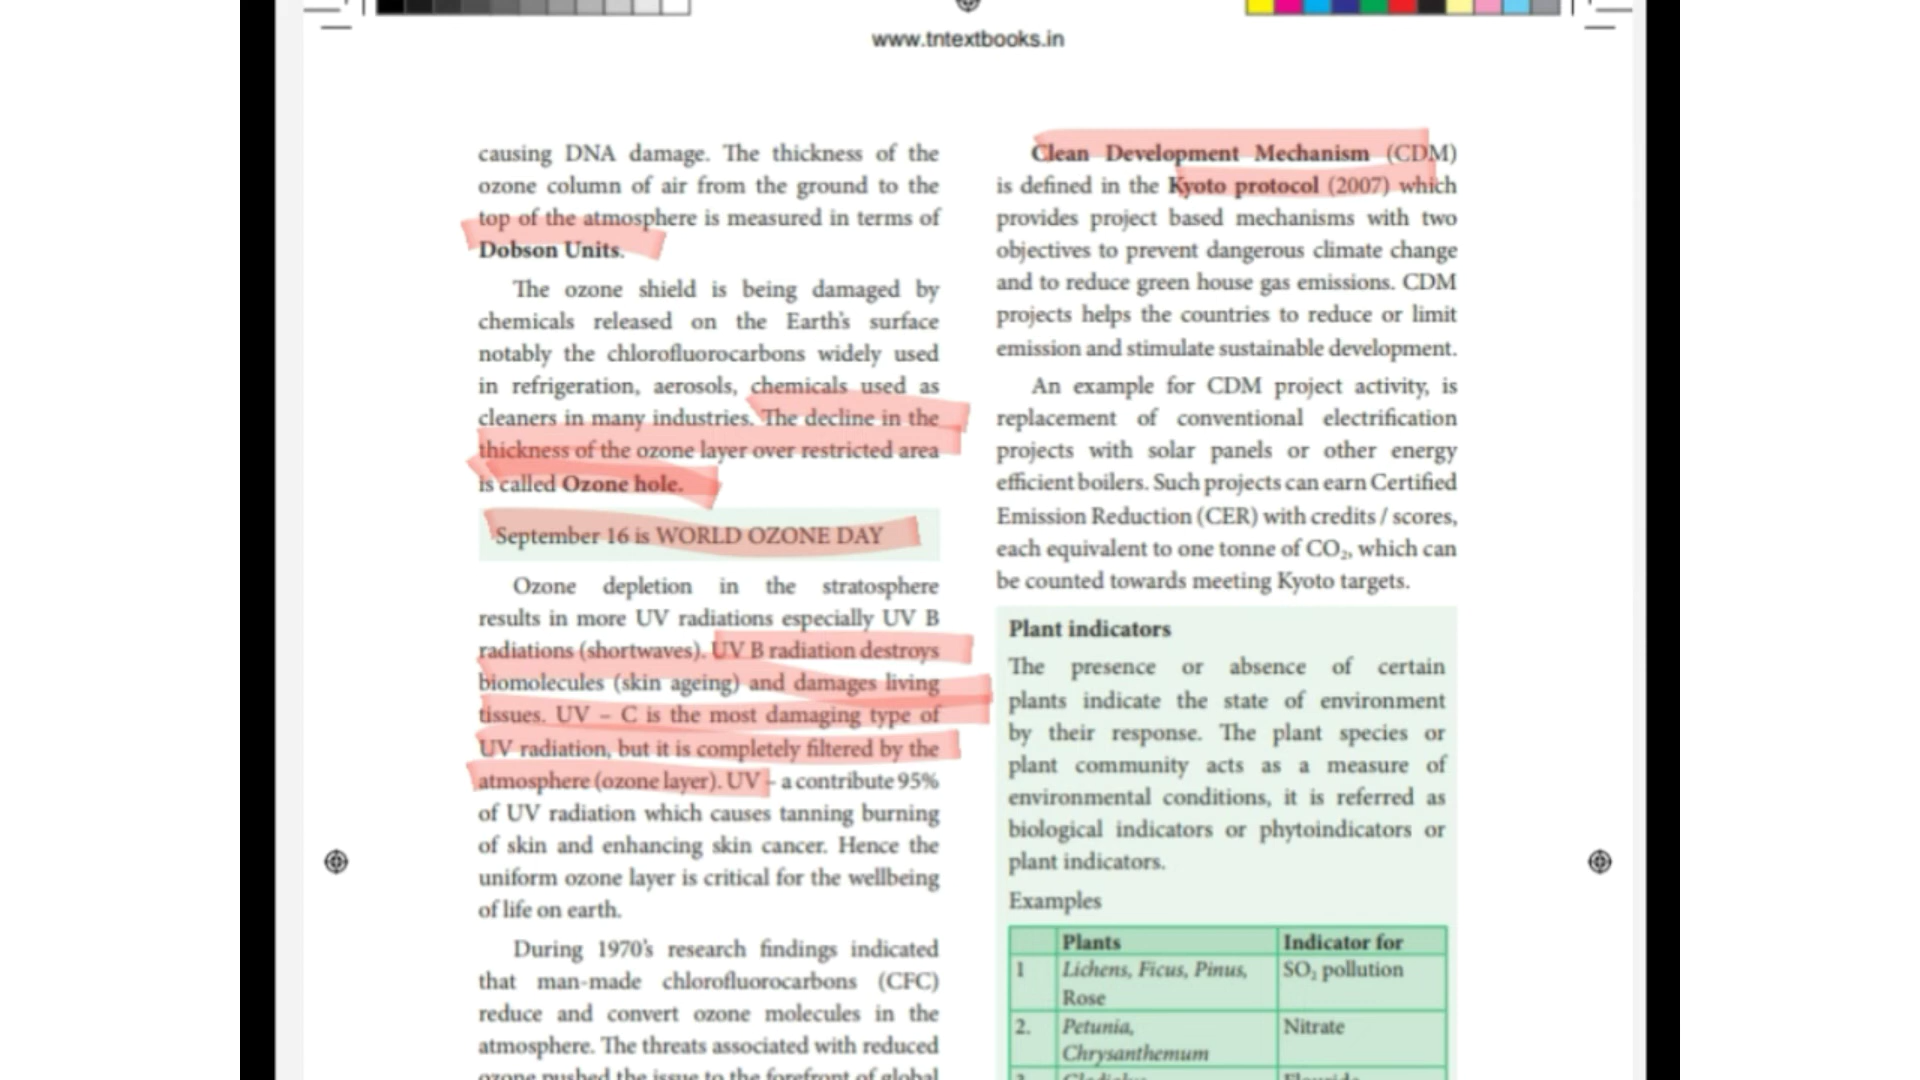 www.tntextbooks.in
causing DNA damage. The thickness of the
ozone column of air from the ground to the
top of the atmosphere is measured in terms of
Dobson Units.
The ozone shield is being damaged by
chemicals released on the Earth's surface
notably the chlorofluorocarbons widely used
in refrigeration, aerosols, chemicals used as
cleaners in many industries. The decline in the
thickness of the ozone layer over restricted area
is called Ozone hole.
September 16 is WORLD OZONE DAY
Ozone depletion in the stratosphere
results in more UV radiations especially UV B
radiations (shortwaves). UV B radiation destroys
biomolecules (skin ageing) and damages living
tissues. UV – C is the most damaging type of
UV radiation, but it is completely filtered by the
atmosphere (ozone layer). UV – a contribute 95%
of UV radiation which causes tanning burning
of skin and enhancing skin cancer. Hence the
uniform ozone layer is critical for the wellbeing
of life on earth.
During 1970's research findings indicated
that man-made chlorofluorocarbons (CFC)
reduce and convert ozone molecules in the
atmosphere. The threats associated with reduced
ozone pushed the issue to the forefront of global
Clean Development Mechanism (CDM)
is defined in the Kyoto protocol (2007) which
provides project based mechanisms with two
objectives to prevent dangerous climate change
and to reduce green house gas emissions. CDM
projects helps the countries to reduce or limit
emission and stimulate sustainable development.
An example for CDM project activity, is
replacement of conventional electrification
projects with solar panels or other energy
efficient boilers. Such projects can earn Certified
Emission Reduction (CER) with credits / scores,
each equivalent to one tonne of CO₂, which can
be counted towards meeting Kyoto targets.
Plant indicators
The presence or absence of certain
plants indicate the state of environment
by their response. The plant species or
plant community acts as a measure of
environmental conditions, it is referred as
biological indicators or phytoindicators or
plant indicators.
Examples
Plants Indicator for
1 Lichens, Ficus, Pinus, SO₂ pollution
Rose
2. Petunia, Nitrate
Chrysanthemum